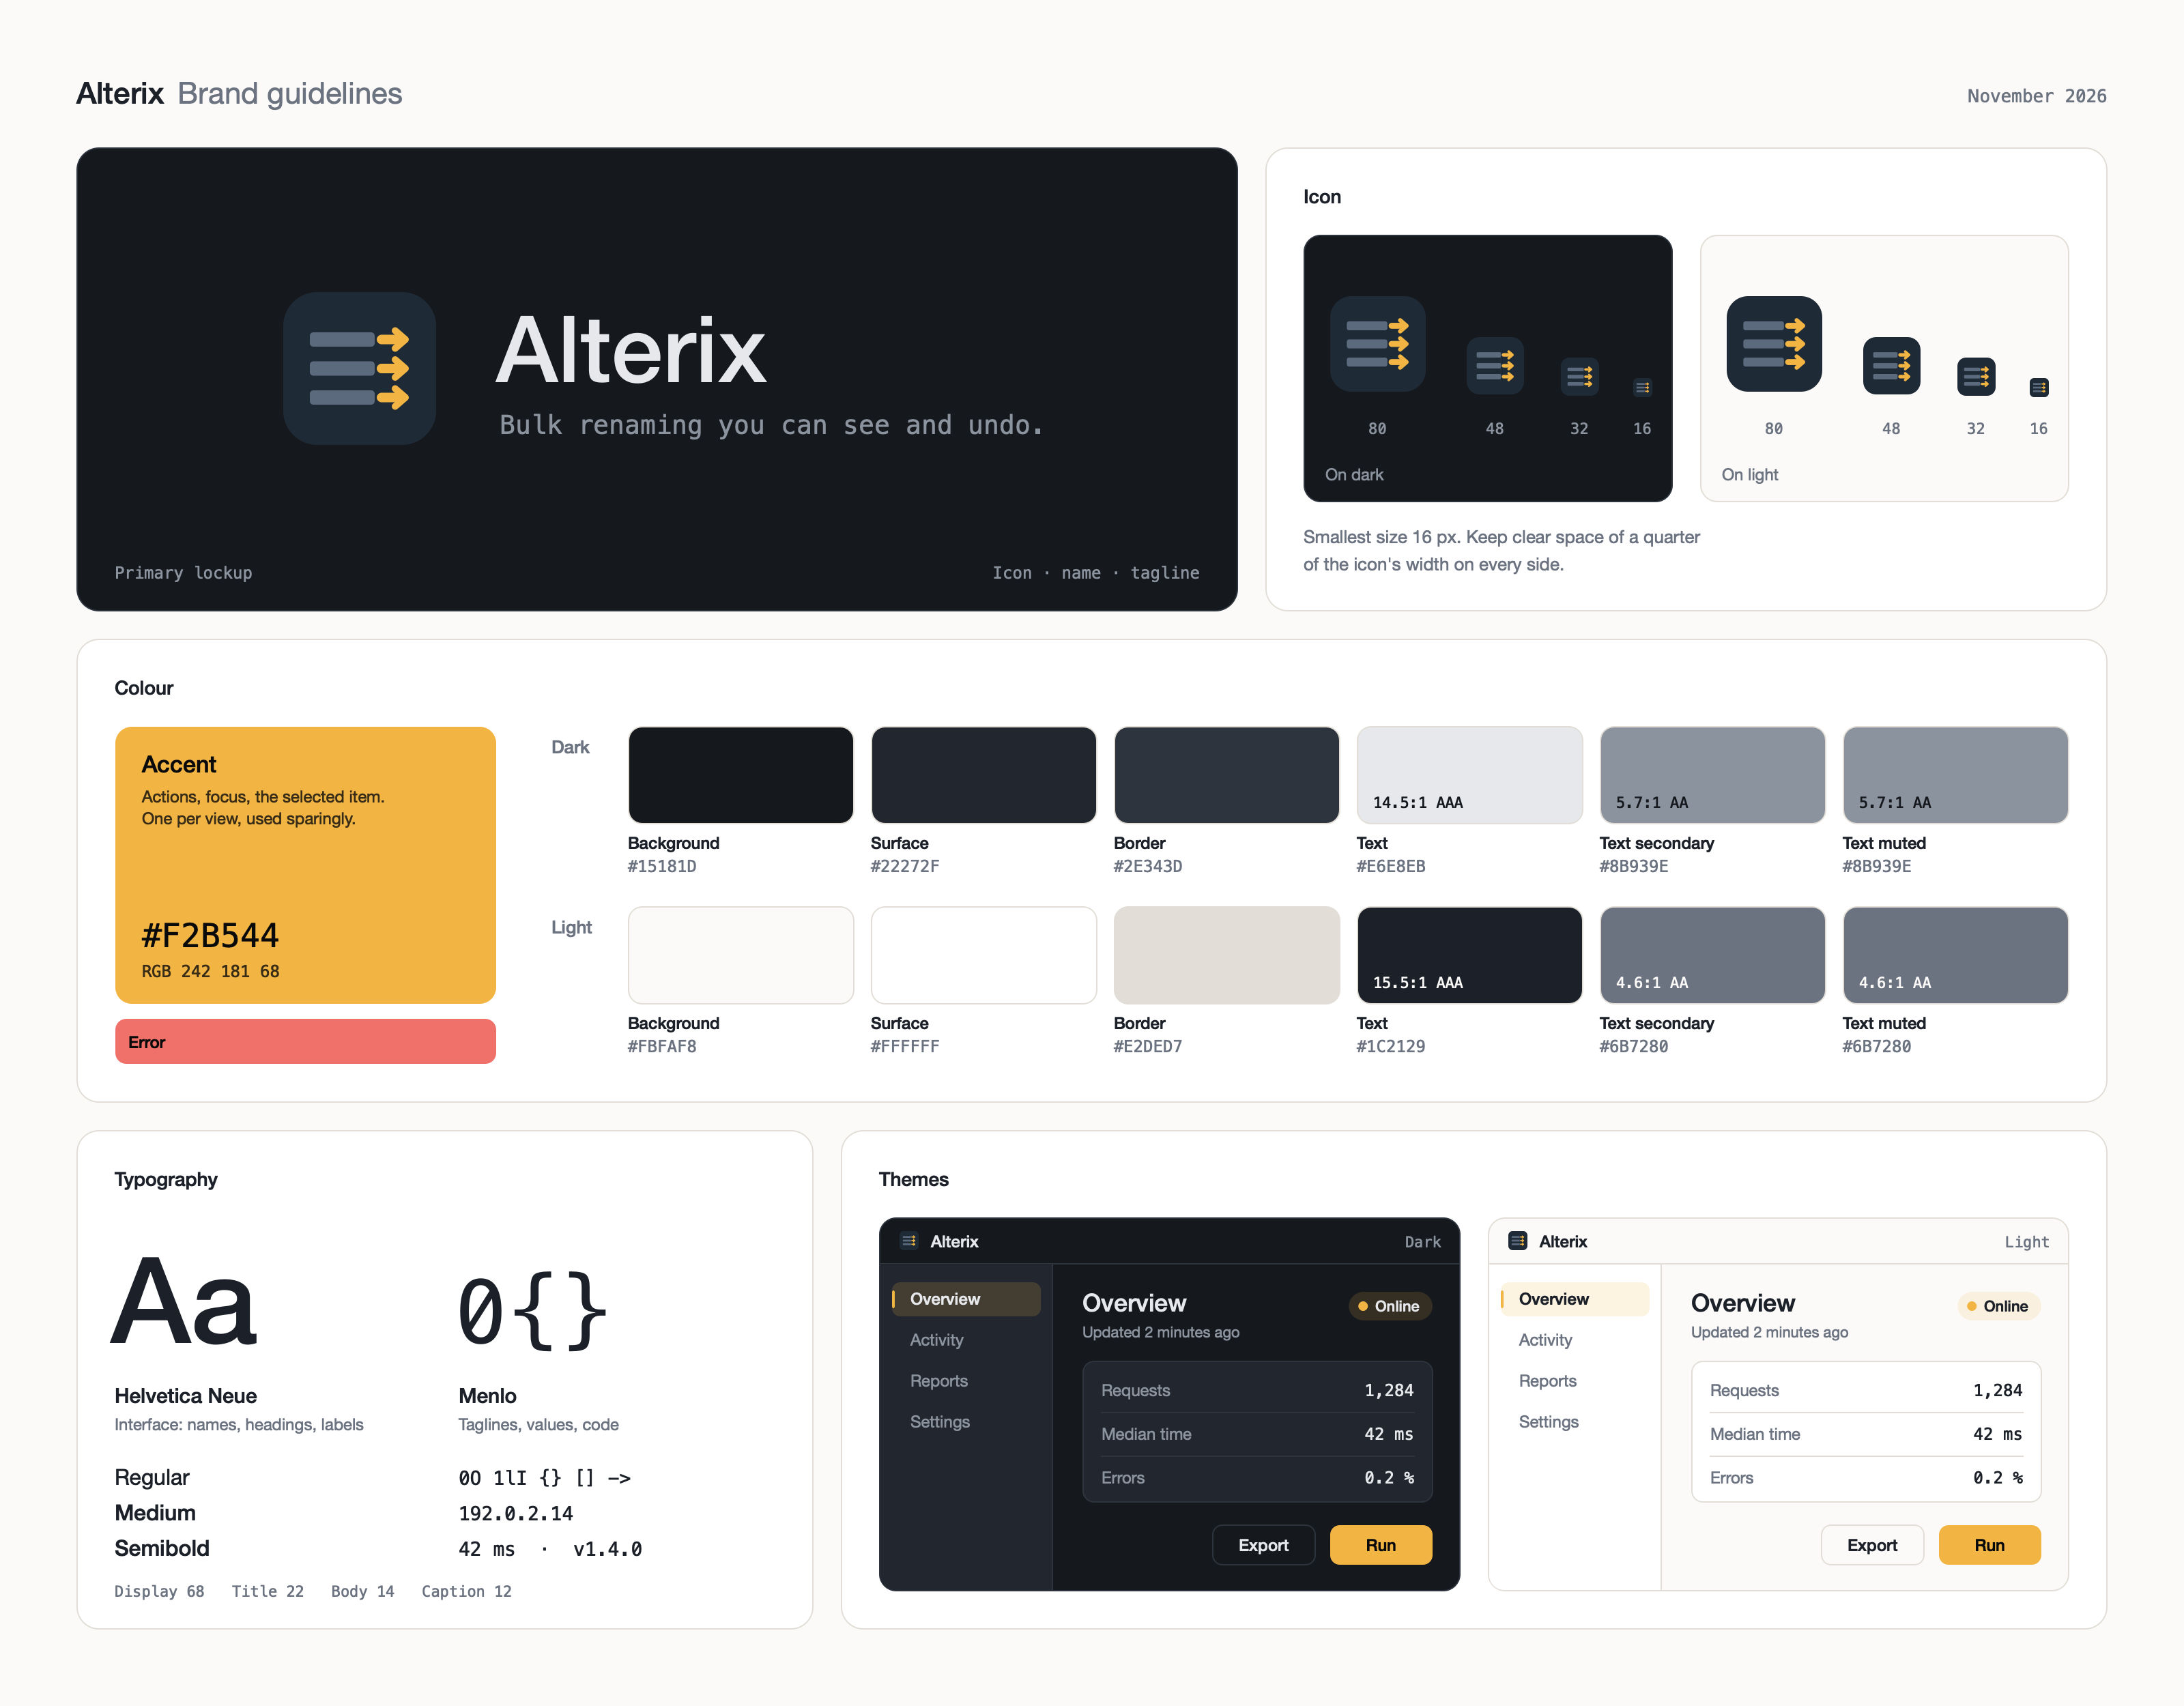 Alterix Brand guidelines
November 2026
Alterix
Bulk renaming you can see and undo.
Primary lockup
Icon · name · tagline
Icon
80 48 32 16
On dark
80 48 32 16
On light
Smallest size 16 px. Keep clear space of a quarter
of the icon's width on every side.
Colour
Accent
Actions, focus, the selected item.
One per view, used sparingly.
#F2B544
RGB 242 181 68
Error
Dark
14.5:1 AAA
5.7:1 AA
5.7:1 AA
Background
Surface
Border
Text
Text secondary
Text muted
#15181D
#22272F
#2E343D
#E6E8EB
#8B939E
#8B939E
Light
15.5:1 AAA
4.6:1 AA
4.6:1 AA
Background
Surface
Border
Text
Text secondary
Text muted
#FBFAF8
#FFFFFF
#E2DED7
#1C2129
#6B7280
#6B7280
Typography
Aa
Helvetica Neue
Interface: names, headings, labels
Regular
Medium
Semibold
0{}
Menlo
Taglines, values, code
0O 1lI {} [] ->
192.0.2.14
42 ms · v1.4.0
Display 68 Title 22 Body 14 Caption 12
Themes
Alterix
Dark
Overview
Activity
Reports
Settings
Overview
Online
Updated 2 minutes ago
Requests 1,284
Median time 42 ms
Errors 0.2 %
Export
Run
Alterix
Light
Overview
Activity
Reports
Settings
Overview
Online
Updated 2 minutes ago
Requests 1,284
Median time 42 ms
Errors 0.2 %
Export
Run